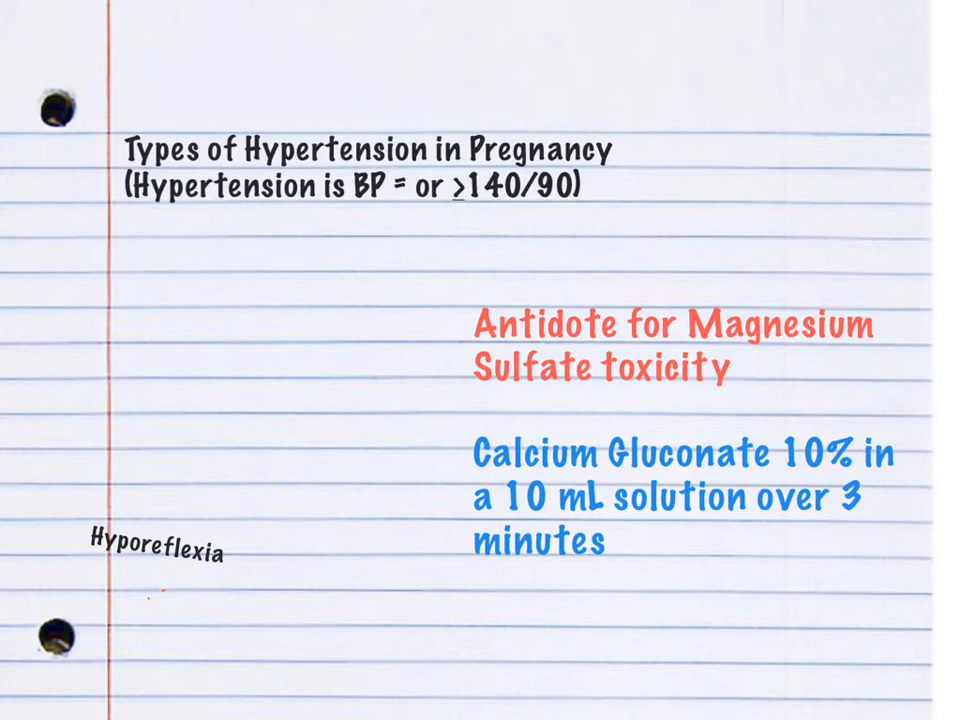 Types of Hypertension in Pregnancy
(Hypertension is BP = or ≥140/90)
Antidote for Magnesium
Sulfate toxicity
Calcium Gluconate 10% in
a 10 mL solution over 3
minutes
Hyporeflexia